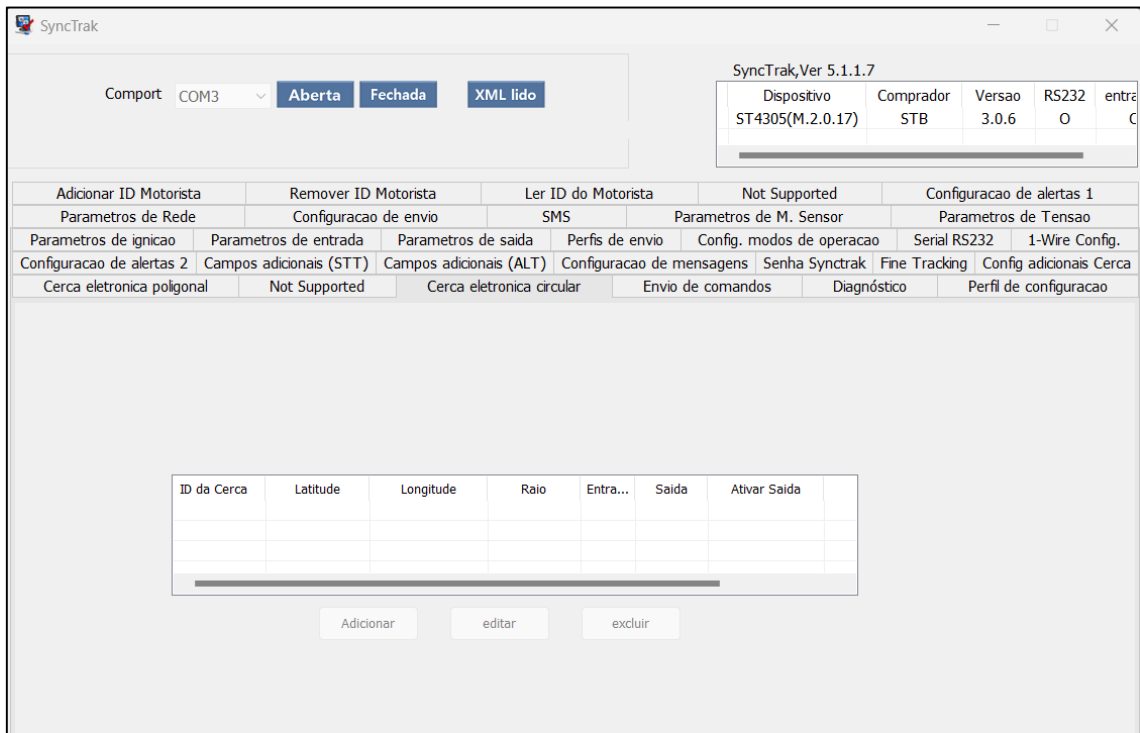 SyncTrak
SyncTrak,Ver 5.1.1.7
Comport COM3 Aberta Fechada XML lido
Dispositivo Comprador Versao RS232 entra
ST4305(M.2.0.17) STB 3.0.6 O
Adicionar ID Motorista Remover ID Motorista Ler ID do Motorista Not Supported Configuracao de alertas 1
Parametros de Rede Configuracao de envio SMS Parametros de M. Sensor Parametros de Tensao
Parametros de ignicao Parametros de entrada Parametros de saida Perfis de envio Config. modos de operacao Serial RS232 1-Wire Config.
Configuracao de alertas 2 Campos adicionais (STT) Campos adicionais (ALT) Configuracao de mensagens Senha Synctrak Fine Tracking Config adicionais Cerca
Cerca eletronica poligonal Not Supported Cerca eletronica circular Envio de comandos Diagnóstico Perfil de configuracao
ID da Cerca Latitude Longitude Raio Entra... Saida Ativar Saida
Adicionar editar excluir